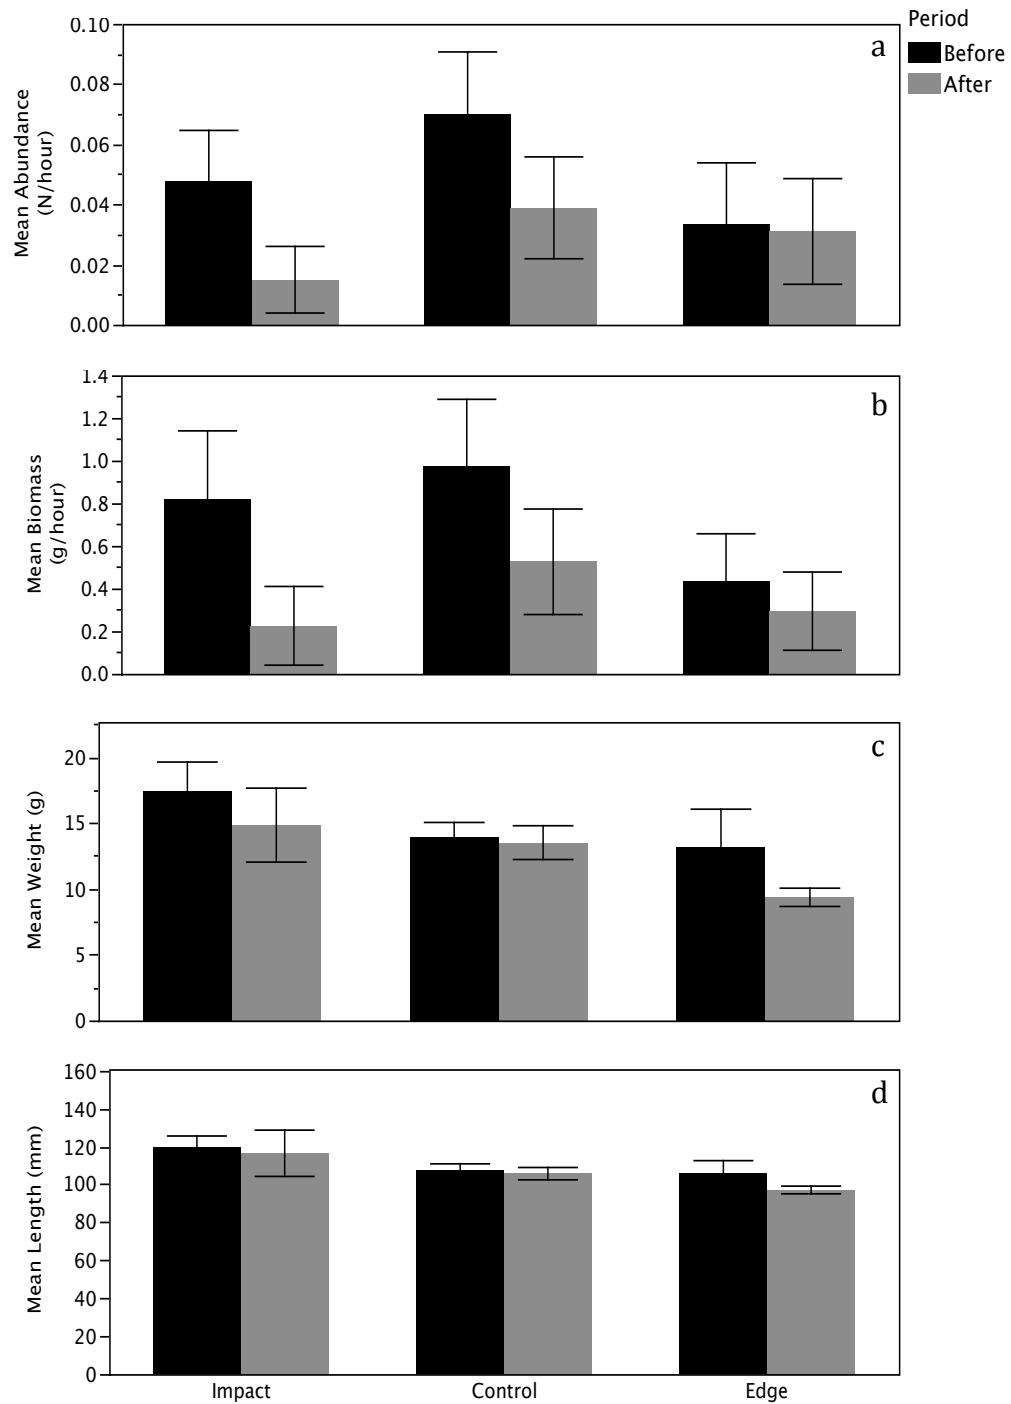 Period
Before
After
a
Mean Abundance
(N/hour)
0.10
0.08
0.06
0.04
0.02
0.00
b
Mean Biomass
(g/hour)
1.4
1.2
1.0
0.8
0.6
0.4
0.2
0.0
c
Mean Weight (g)
20
15
10
5
0
d
Mean Length (mm)
160
140
120
100
80
60
40
20
0
Impact Control Edge